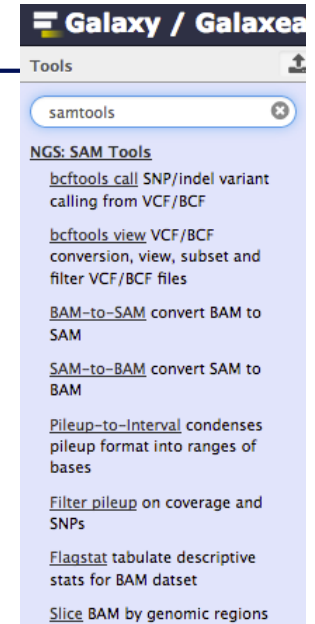 Galaxy / Galaxea
Tools
samtools
NGS: SAM Tools
bcftools call SNP/indel variant
calling from VCF/BCF
bcftools view VCF/BCF
conversion, view, subset and
filter VCF/BCF files
BAM-to-SAM convert BAM to
SAM
SAM-to-BAM convert SAM to
BAM
Pileup-to-Interval condenses
pileup format into ranges of
bases
Filter pileup on coverage and
SNPs
Flagstat tabulate descriptive
stats for BAM datset
Slice BAM by genomic regions